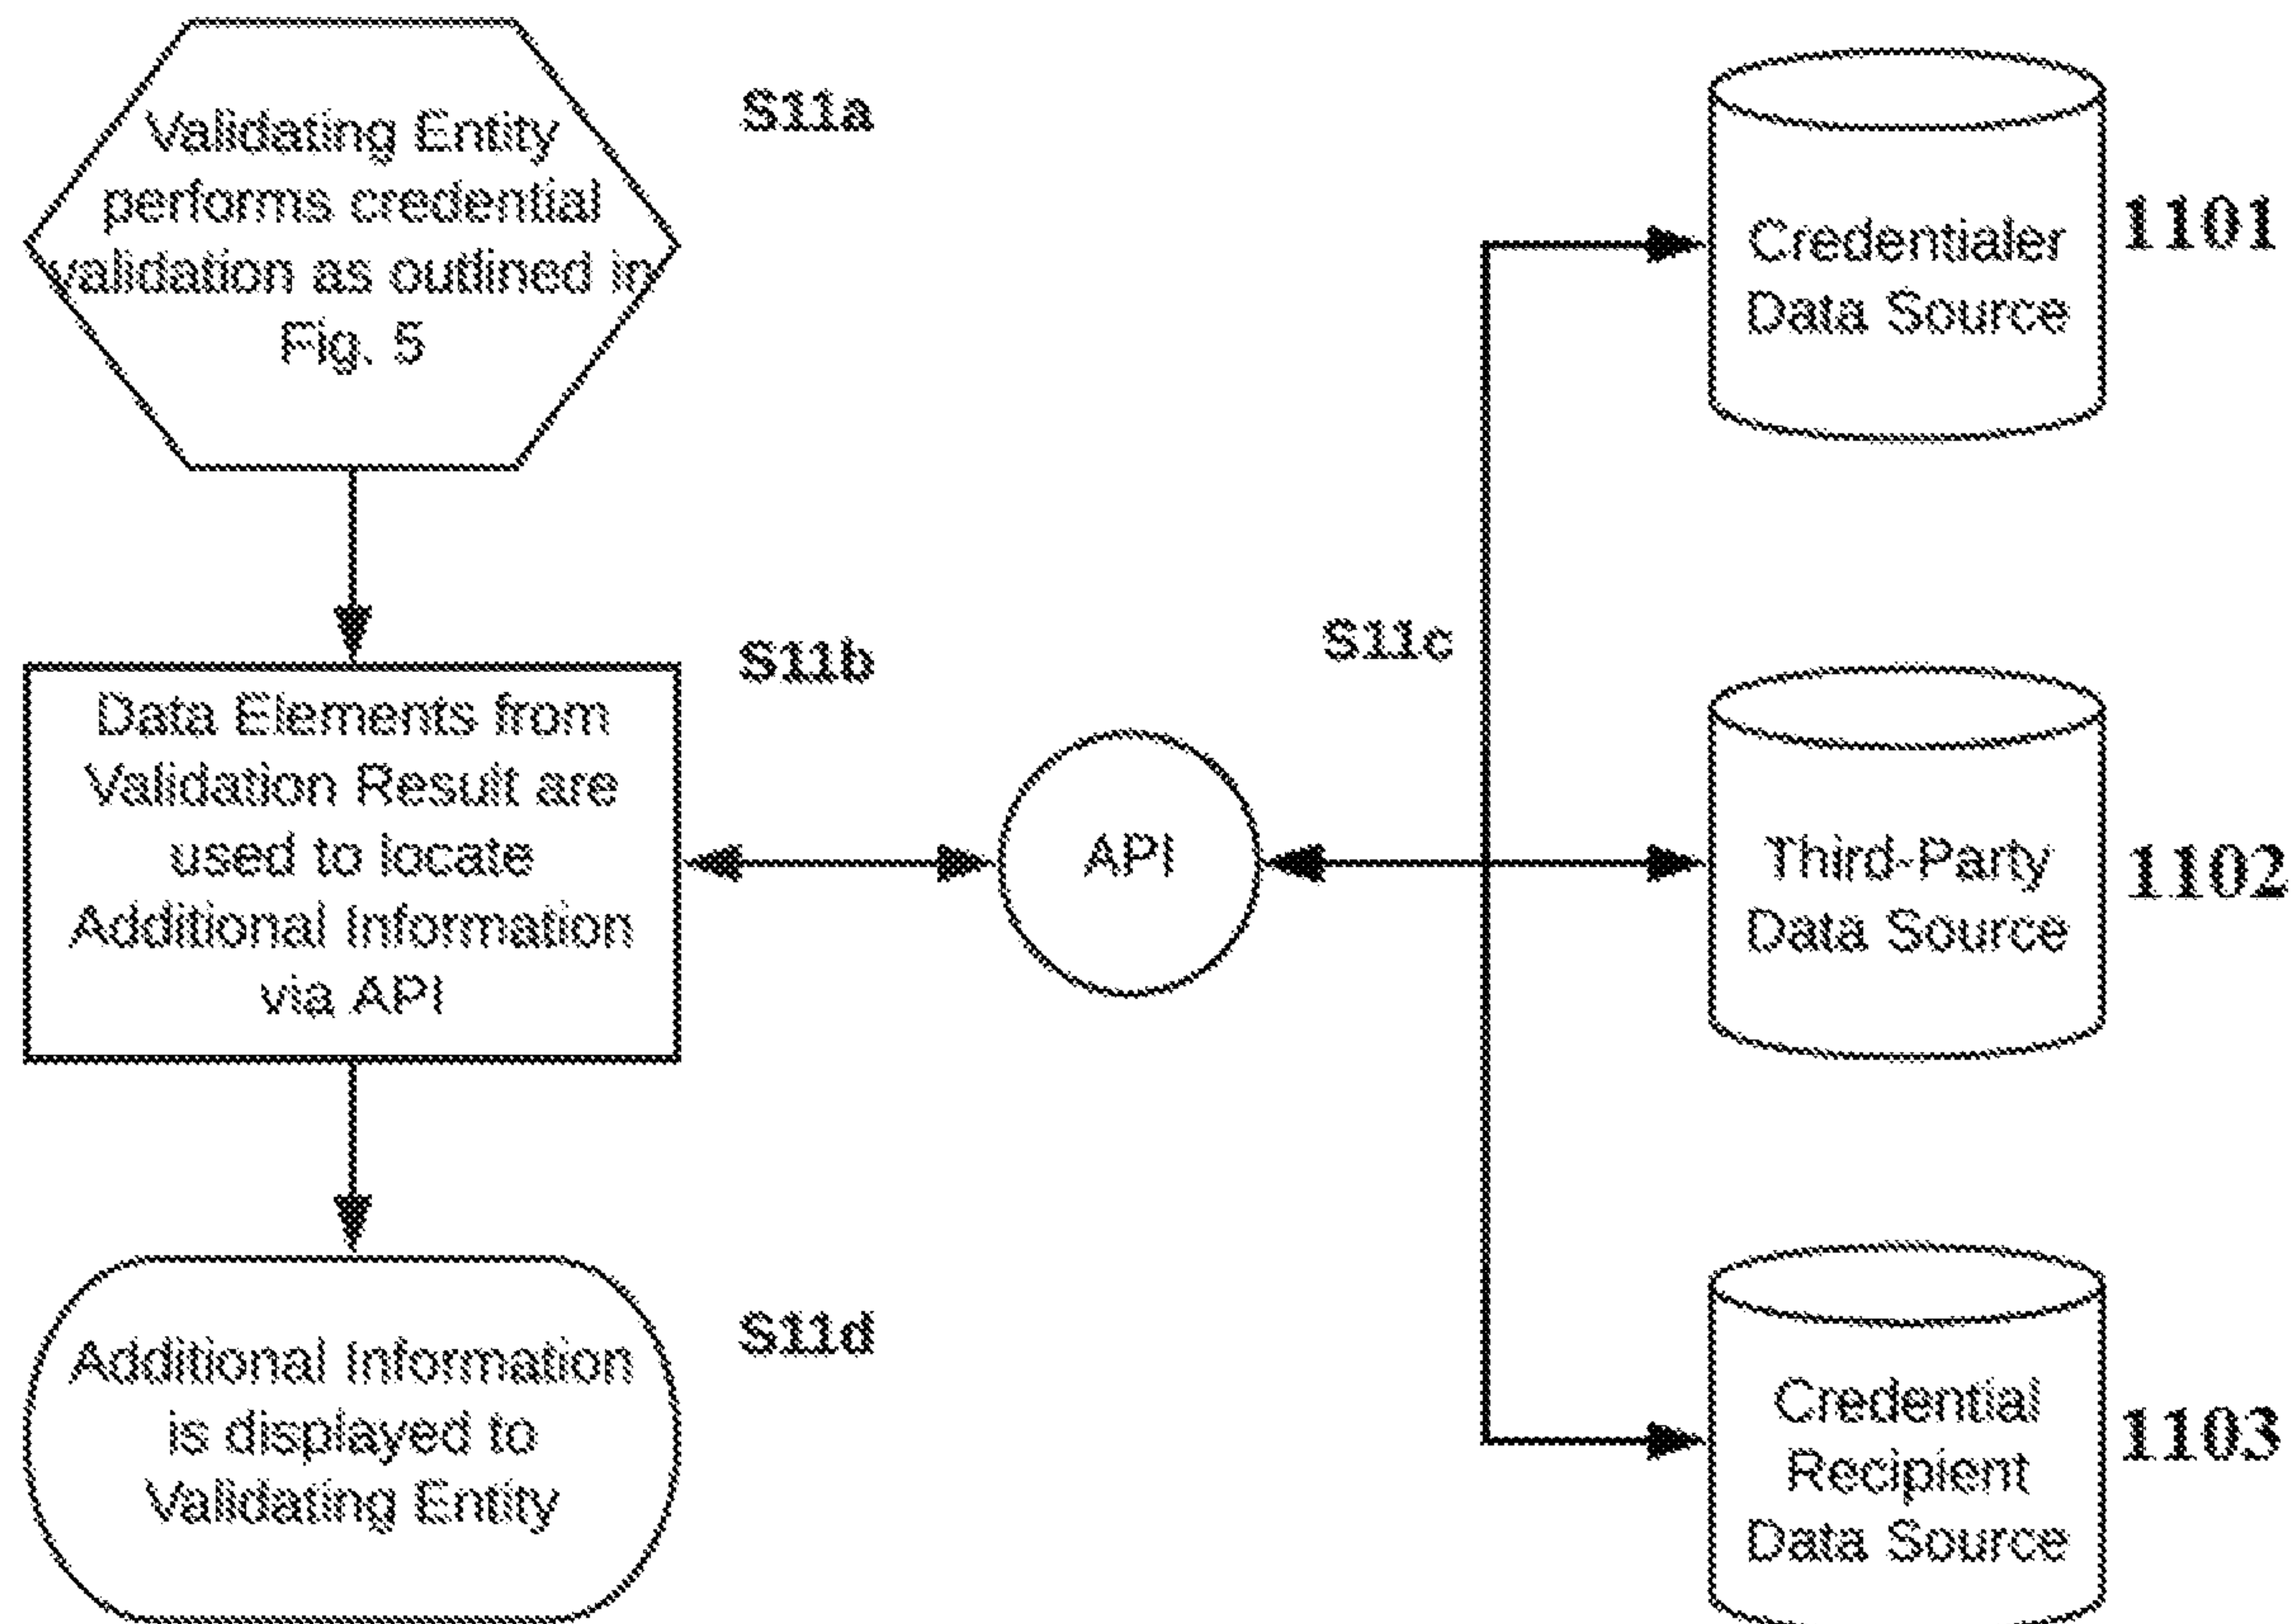 Validating Entity
performs credential
validation as outlined in
Fig. 5
S11a
Data Elements from
Validation Result are
used to locate
Additional Information
via API
S11b
API
S11c
Credentialer
Data Source
1101
Third-Party
Data Source
1102
Credential
Recipient
Data Source
1103
Additional Information
is displayed to
Validating Entity
S11d